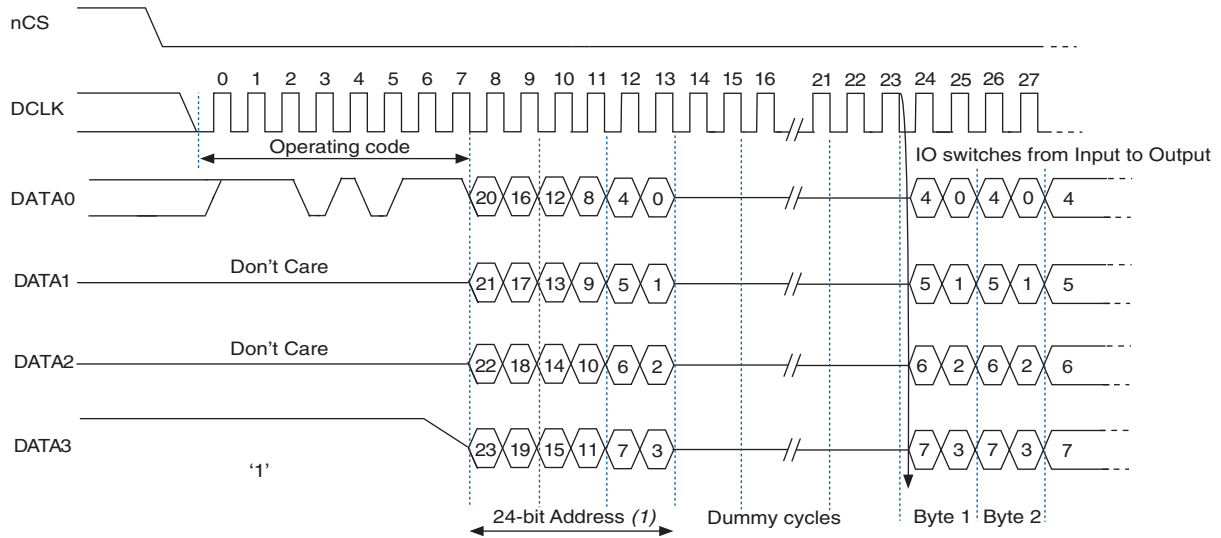 nCS
0 1 2 3 4 5 6 7 8 9 10 11 12 13 14 15 16 21 22 23 24 25 26 27
DCLK
Operating code
IO switches from Input to Output
DATA0 20 16 12 8 4 0 4 0 4 0 4
Don't Care
DATA1 21 17 13 9 5 1 5 1 5 1 5
Don't Care
DATA2 22 18 14 10 6 2 6 2 6 2 6
DATA3 23 19 15 11 7 3 7 3 7 3 7
‘1’
24-bit Address (1) Dummy cycles Byte 1 Byte 2